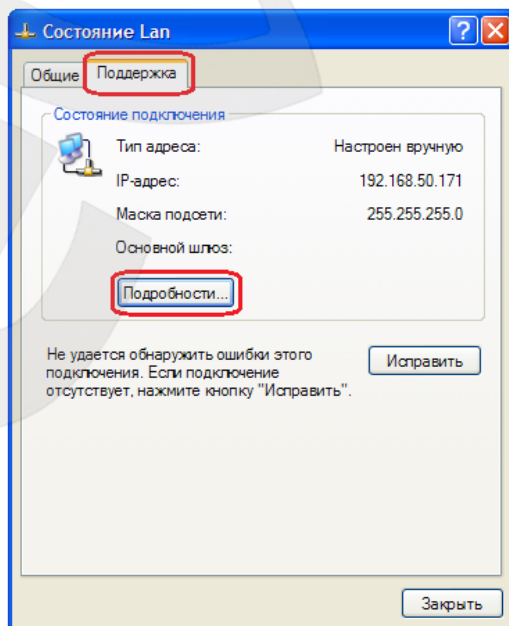 Состояние Lan
Общие Поддержка
Состояние подключения
Тип адреса: Настроен вручную
IP-адрес: 192.168.50.171
Маска подсети: 255.255.255.0
Основной шлюз:
Подробности...
Не удается обнаружить ошибки этого
подключения. Если подключение
отсутствует, нажмите кнопку "Исправить".
Исправить
Закрыть